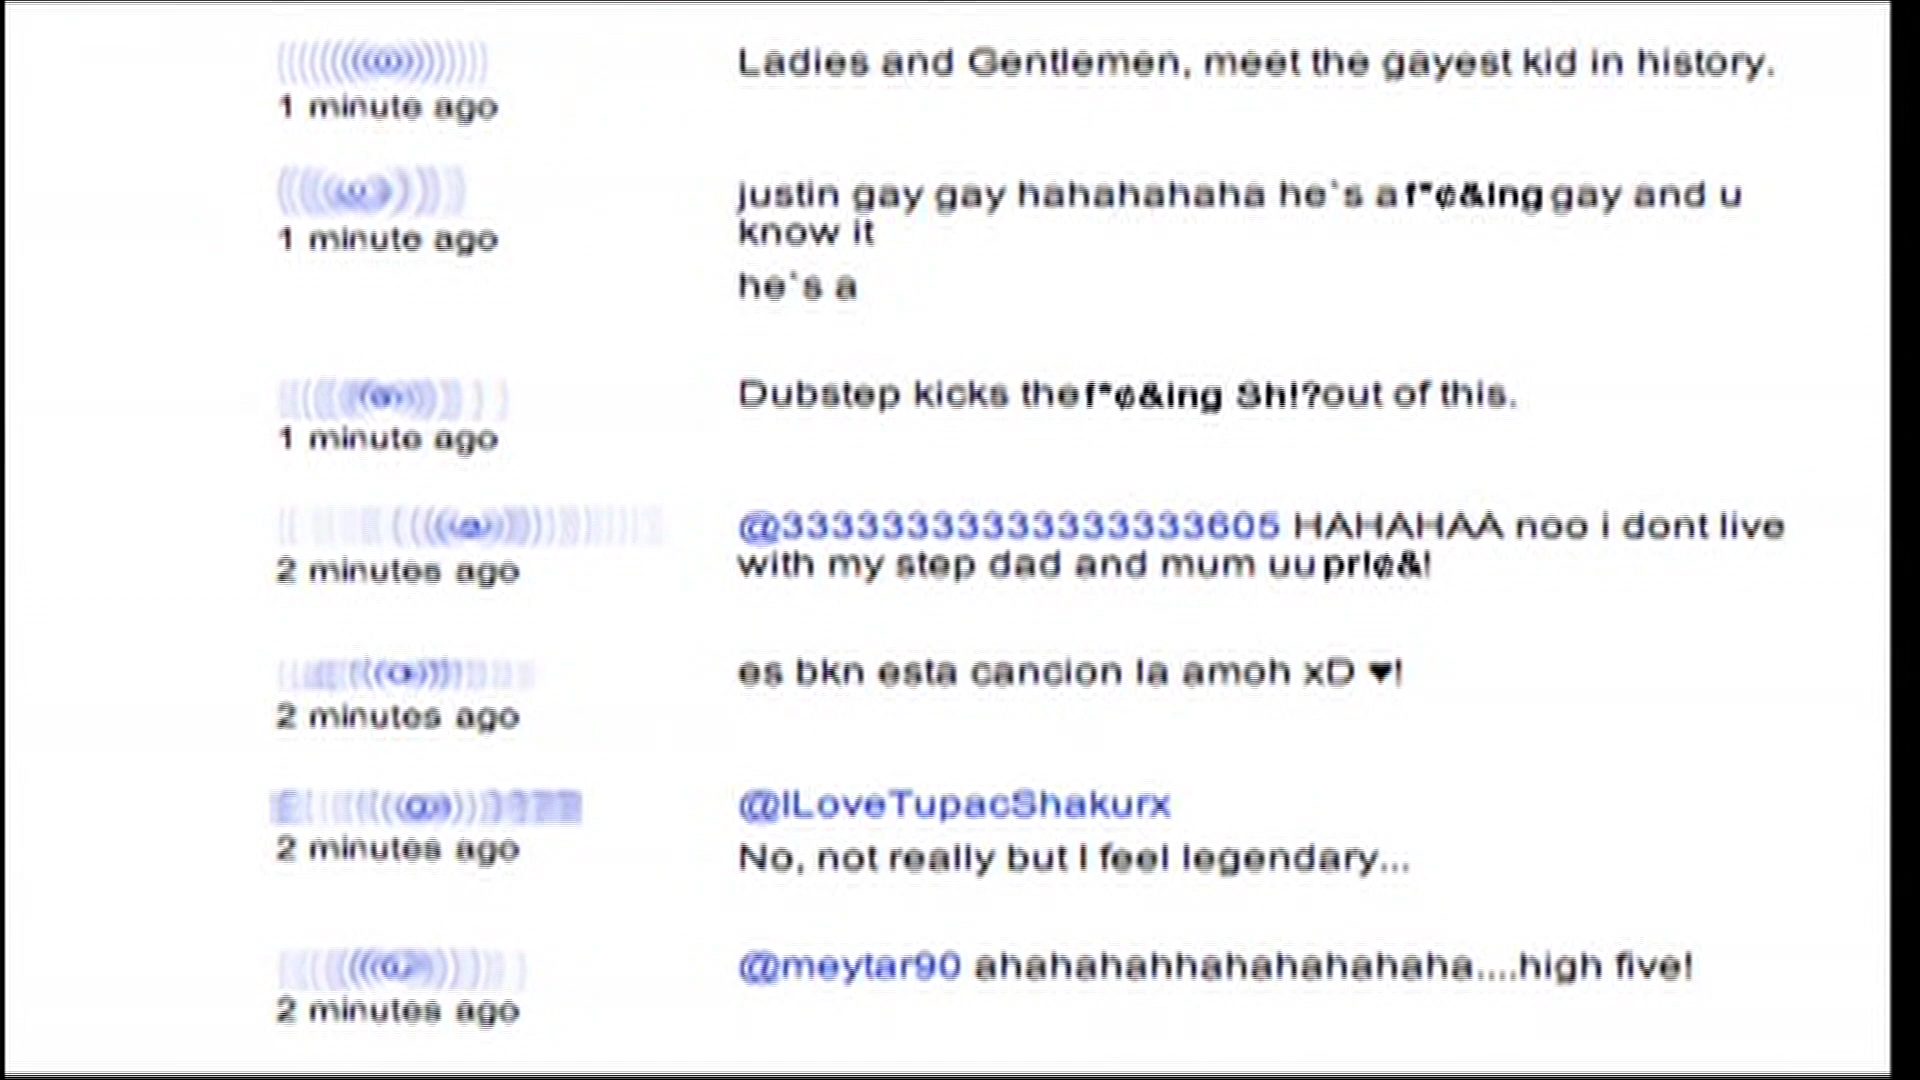 Ladies and Gentlemen, meet the gayest kid in history.
1 minute ago
justin gay gay hahahahaha he`s a f*¢&!ng gay and u
know it
1 minute ago
he`s a
Dubstep kicks the f*¢&!ng Sh!? out of this.
1 minute ago
@33333333333333333333605 HAHAHAA noo i dont live
with my step dad and mum uu pr!¢&!
2 minutes ago
es bkn esta cancion la amoh xD ♥!
2 minutes ago
@ILoveTupacShakurx
No, not really but I feel legendary...
2 minutes ago
@meytar90 ahahahahhahahahahaha....high five!
2 minutes ago